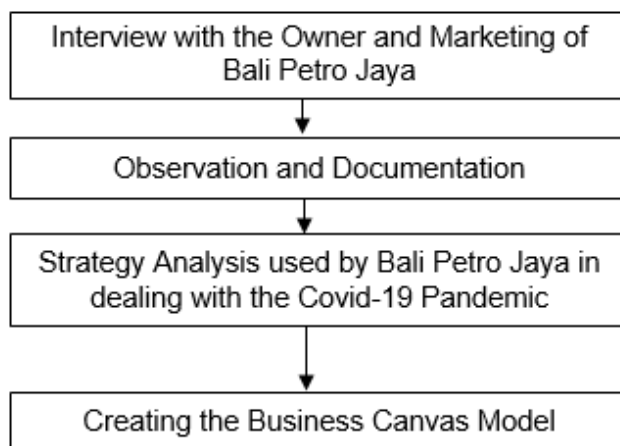 Interview with the Owner and Marketing of
Bali Petro Jaya
Observation and Documentation
Strategy Analysis used by Bali Petro Jaya in
dealing with the Covid-19 Pandemic
Creating the Business Canvas Model